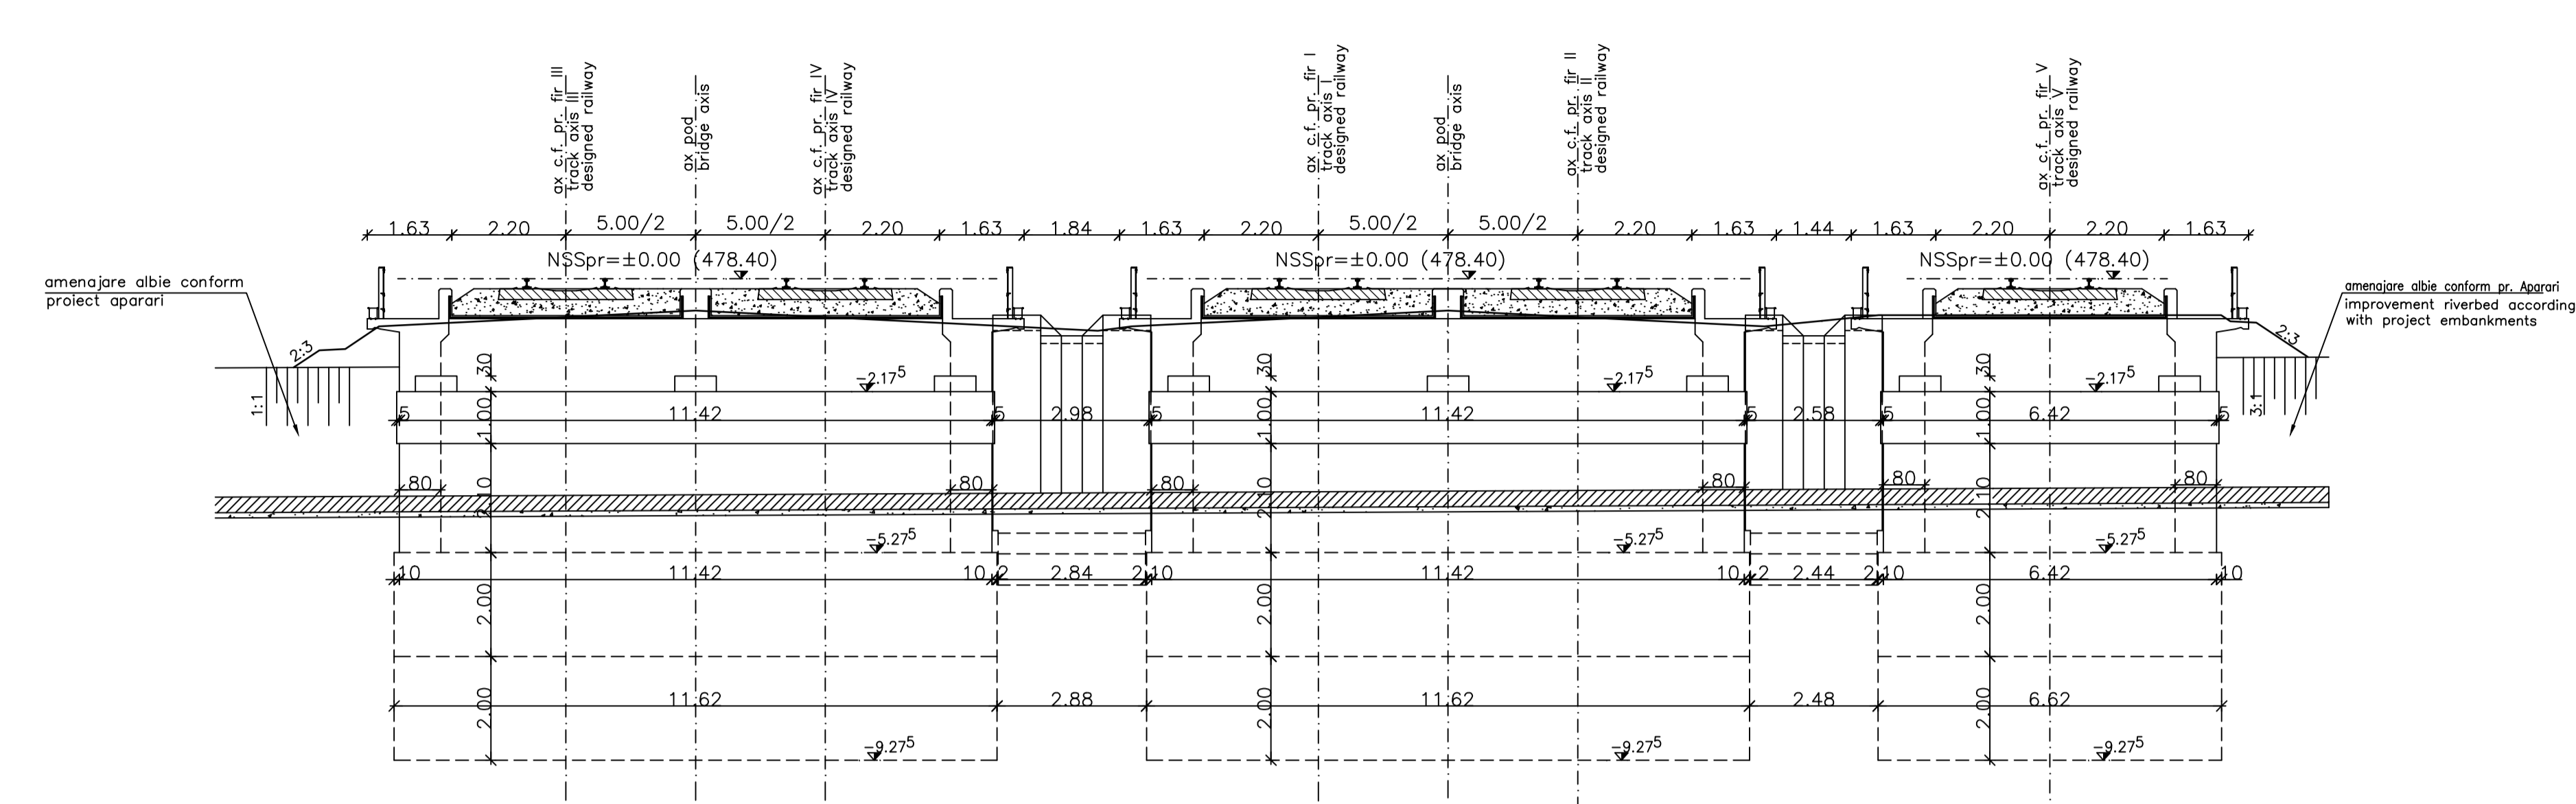 ax c.f. pr. fir III
track axis III
designed railway
ax pod
bridge axis
ax c.f. pr. fir IV
track axis IV
designed railway
ax c.f. pr. fir I
track axis I
designed railway
ax pod
bridge axis
ax c.f. pr. fir II
track axis II
designed railway
ax c.f. pr. fir V
track axis V
designed railway
1.63 2.20 5.00/2 5.00/2 2.20 1.63 1.84 1.63 2.20 5.00/2 5.00/2 2.20 1.63 1.44 1.63 2.20 2.20 1.63
NSSpr=±0.00 (478.40) NSSpr=±0.00 (478.40) NSSpr=±0.00 (478.40)
amenajare albie conform
proiect aparari
amenajare albie conform pr. Aparari
improvement riverbed according
with project embankments
2:3 2:3
1:1 3:1
30 30 30
-2.17⁵ -2.17⁵ -2.17⁵
5 11.42 5 2.98 5 11.42 5 2.58 5 6.42 5
1.00 1.00 1.00
80 80 80 80 80 80
2.10 2.10 2.10
-5.27⁵ -5.27⁵ -5.27⁵
10 11.42 10 2 2.84 2 10 11.42 10 2 2.44 2 10 6.42 10
2.00 2.00 2.00
11.62 2.88 11.62 2.48 6.62
2.00 2.00 2.00
-9.27⁵ -9.27⁵ -9.27⁵